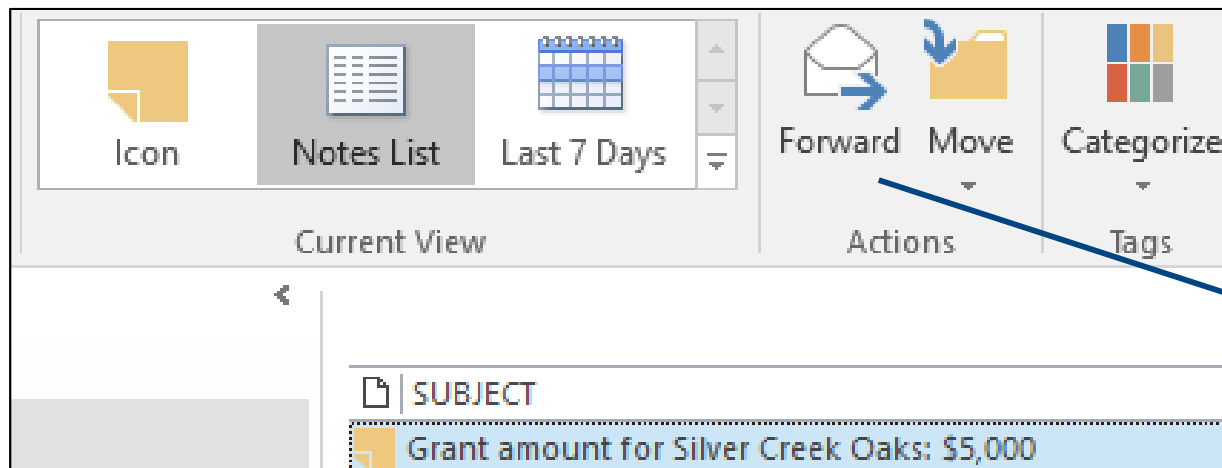 Icon
Notes List
Last 7 Days
Forward
Move
Categorize
Current View
Actions
Tags
SUBJECT
Grant amount for Silver Creek Oaks: $5,000